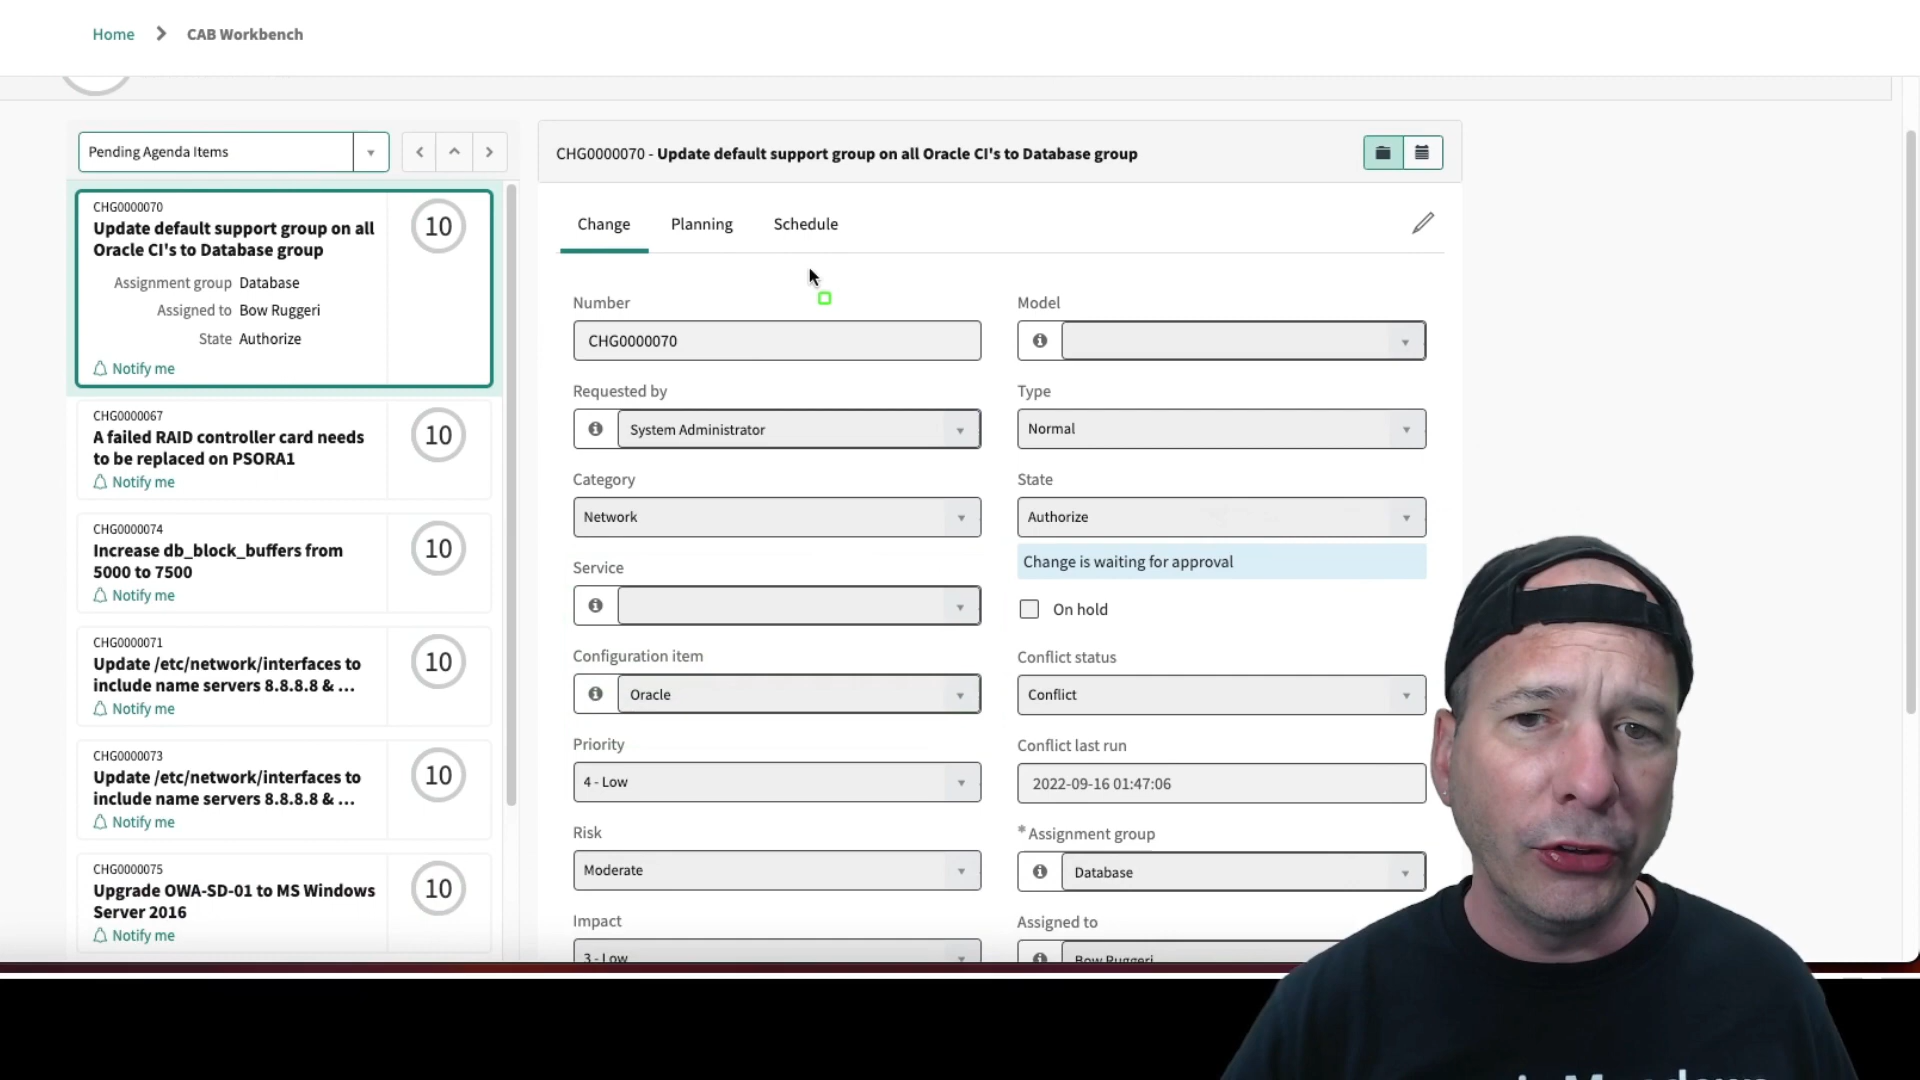 Home
CAB Workbench
Pending Agenda Items
CHG0000070
Update default support group on all
Oracle CI's to Database group
10
Assignment group Database
Assigned to Bow Ruggeri
State Authorize
Notify me
CHG0000067
A failed RAID controller card needs
to be replaced on PSORA1
10
Notify me
CHG0000074
Increase db_block_buffers from
5000 to 7500
10
Notify me
CHG0000071
Update /etc/network/interfaces to
include name servers 8.8.8.8 & ...
10
Notify me
CHG0000073
Update /etc/network/interfaces to
include name servers 8.8.8.8 & ...
10
Notify me
CHG0000075
Upgrade OWA-SD-01 to MS Windows
Server 2016
10
Notify me
CHG0000070 - Update default support group on all Oracle CI's to Database group
Change
Planning
Schedule
Number
CHG0000070
Requested by
System Administrator
Category
Network
Service
Configuration item
Oracle
Priority
4 - Low
Risk
Moderate
Impact
3 - Low
Model
Type
Normal
State
Authorize
Change is waiting for approval
On hold
Conflict status
Conflict
Conflict last run
2022-09-16 01:47:06
* Assignment group
Database
Assigned to
Bow Ruggeri